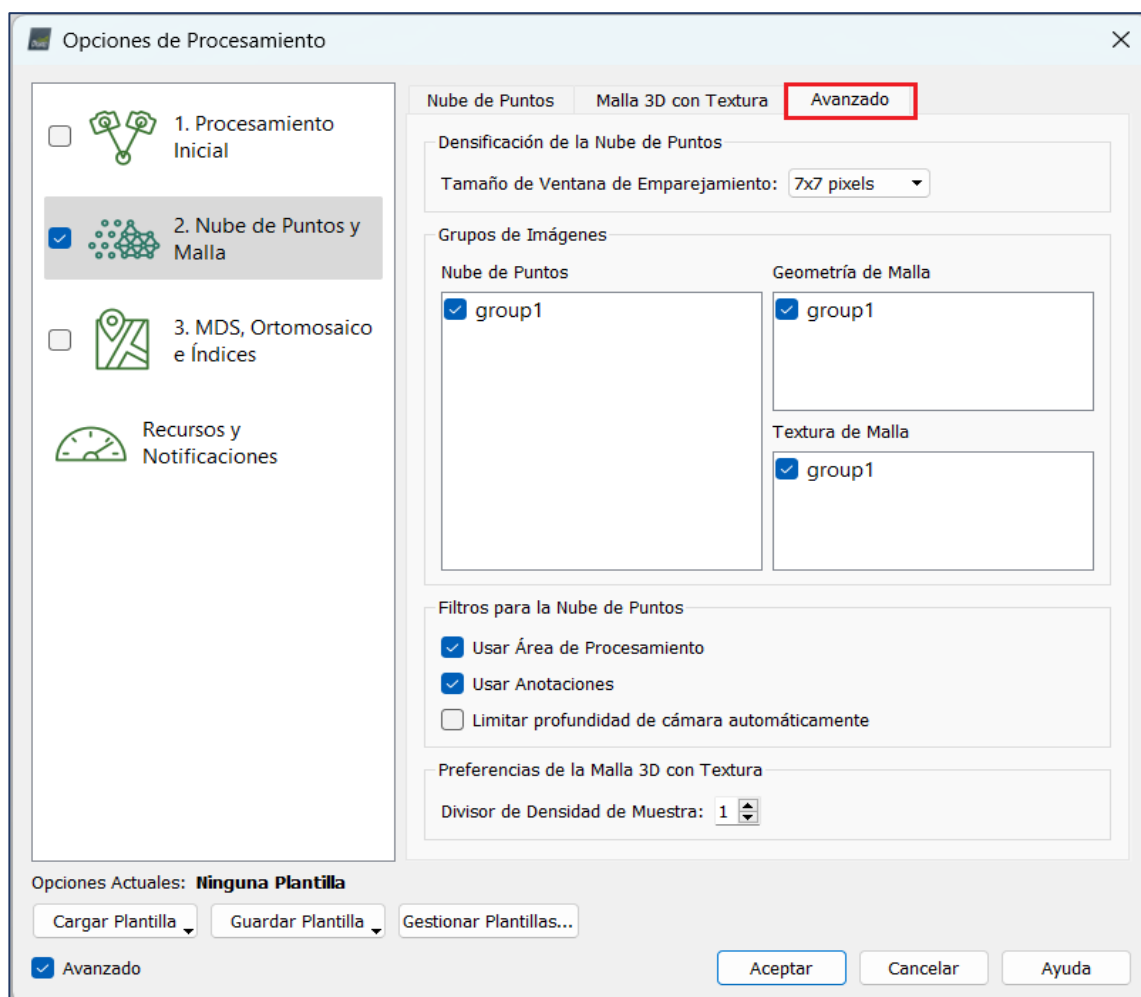 Opciones de Procesamiento
1. Procesamiento
Inicial
2. Nube de Puntos y
Malla
3. MDS, Ortomosaico
e Índices
Recursos y
Notificaciones
Nube de Puntos
Malla 3D con Textura
Avanzado
Densificación de la Nube de Puntos
Tamaño de Ventana de Emparejamiento: 7x7 pixels
Grupos de Imágenes
Nube de Puntos
group1
Geometría de Malla
group1
Textura de Malla
group1
Filtros para la Nube de Puntos
Usar Área de Procesamiento
Usar Anotaciones
Limitar profundidad de cámara automáticamente
Preferencias de la Malla 3D con Textura
Divisor de Densidad de Muestra: 1
Opciones Actuales: Ninguna Plantilla
Cargar Plantilla
Guardar Plantilla
Gestionar Plantillas...
Avanzado
Aceptar
Cancelar
Ayuda